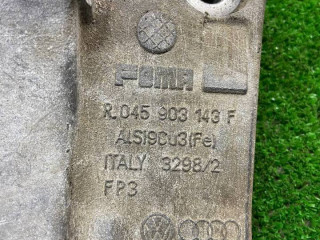 FOMA
R.045 903 143 F
ALSI9CU3(Fe)
ITALY 3298/2
FP3